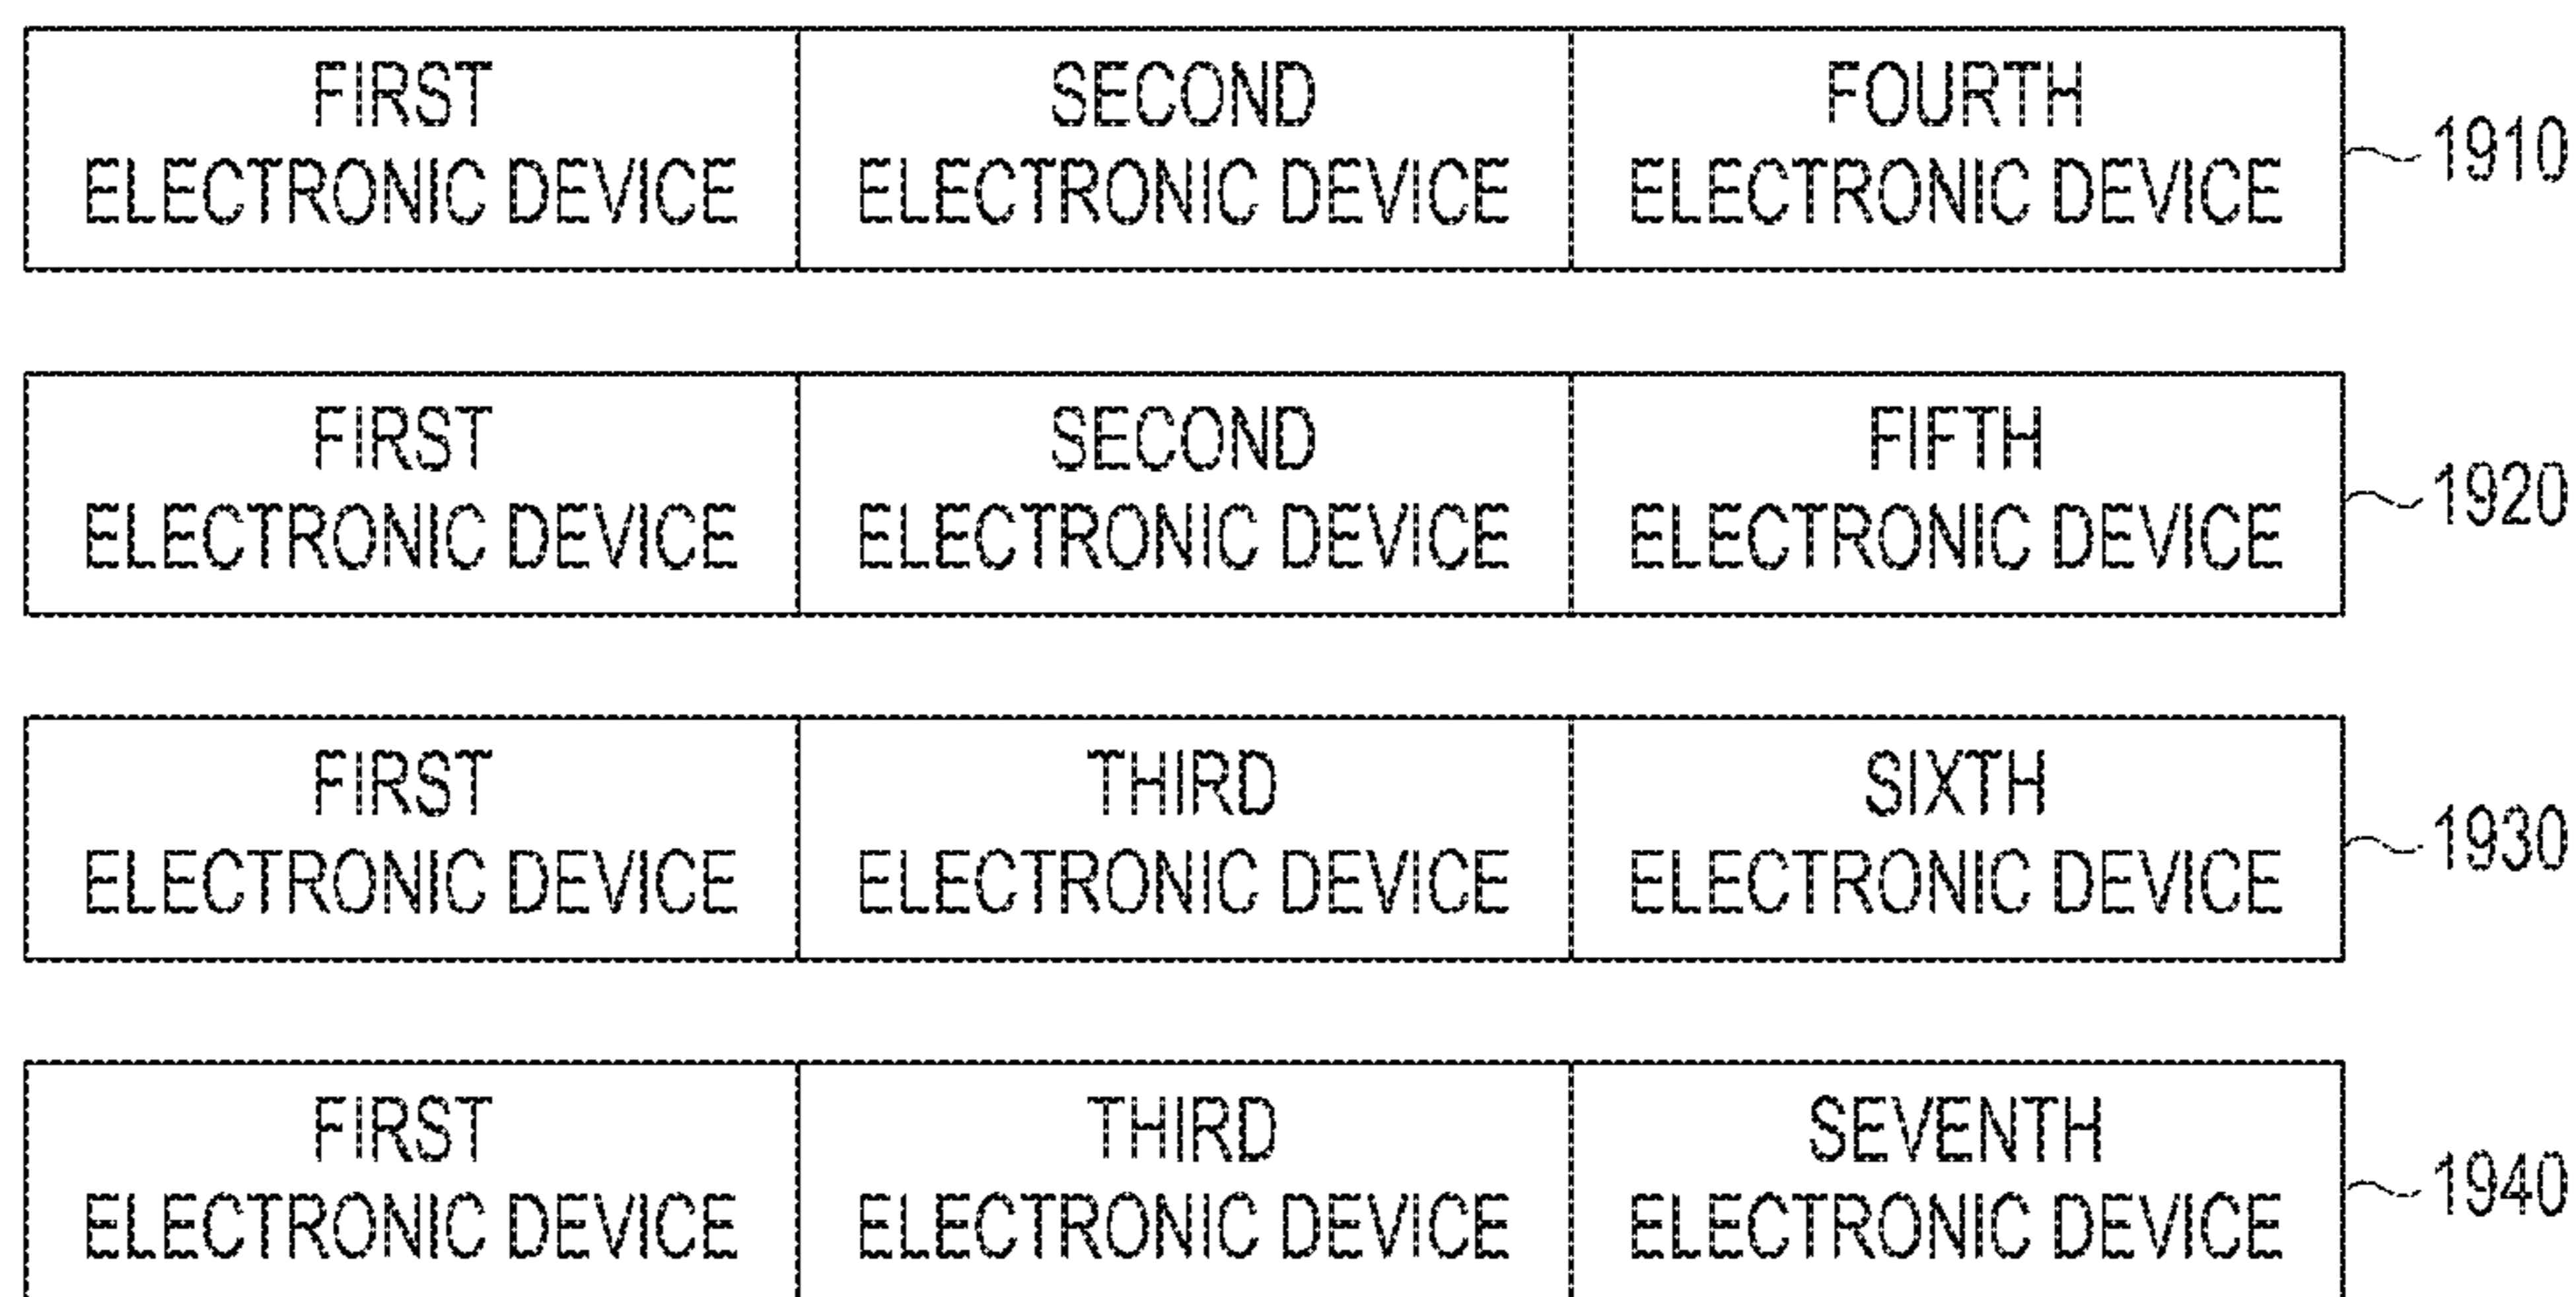 FIRST
ELECTRONIC DEVICE
SECOND
ELECTRONIC DEVICE
FOURTH
ELECTRONIC DEVICE
1910
FIRST
ELECTRONIC DEVICE
SECOND
ELECTRONIC DEVICE
FIFTH
ELECTRONIC DEVICE
1920
FIRST
ELECTRONIC DEVICE
THIRD
ELECTRONIC DEVICE
SIXTH
ELECTRONIC DEVICE
1930
FIRST
ELECTRONIC DEVICE
THIRD
ELECTRONIC DEVICE
SEVENTH
ELECTRONIC DEVICE
1940